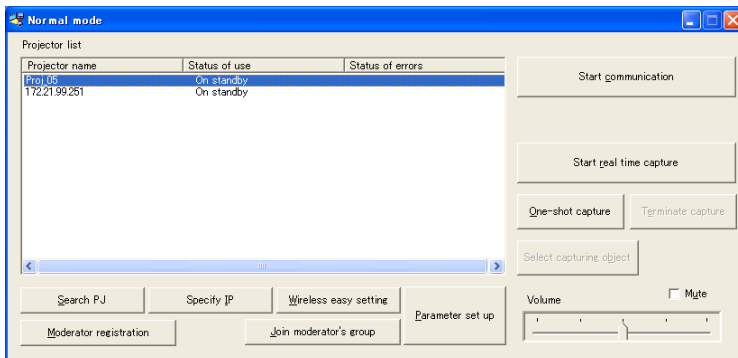 Normal mode
Projector list
Projector name Status of use Status of errors
Proj_05 On standby
172.21.99.251 On standby
Start communication
Start real time capture
One-shot capture Terminate capture
Select capturing object
Search PJ Specify IP Wireless easy setting
Parameter set up
Moderator registration Join moderator's group
Volume Mute